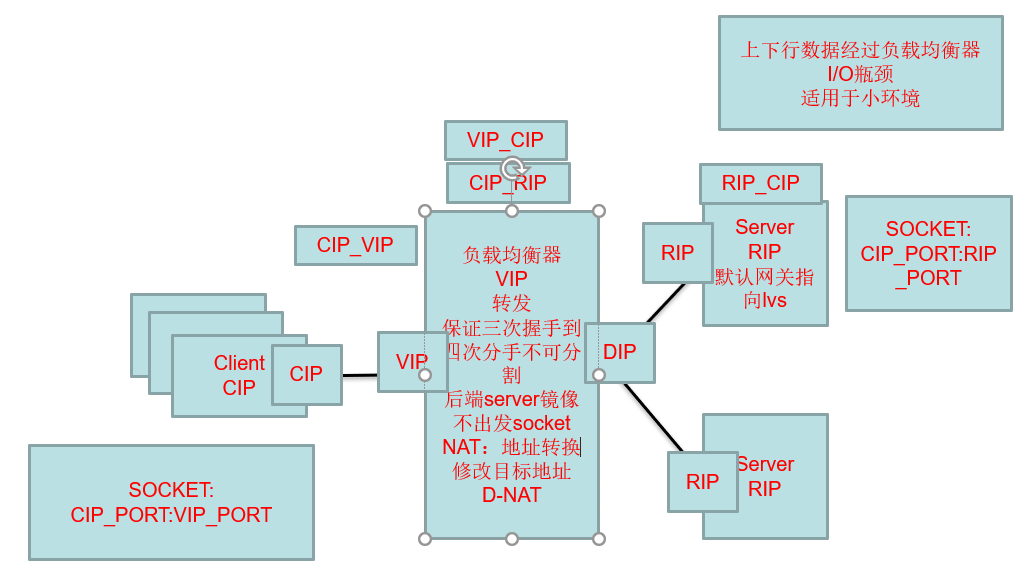 上下行数据经过负载均衡器
I/O瓶颈
适用于小环境
VIP_CIP
CIP_RIP
RIP_CIP
CIP_VIP
负载均衡器
VIP
转发
保证三次握手到
四次分手不可分
割
后端server镜像
不出发socket
NAT：地址转换
修改目标地址
D-NAT
RIP
Server
RIP
默认网关指
向lvs
SOCKET:
CIP_PORT:RIP
_PORT
Client
CIP
CIP
VIP
DIP
RIP
Server
RIP
SOCKET:
CIP_PORT:VIP_PORT